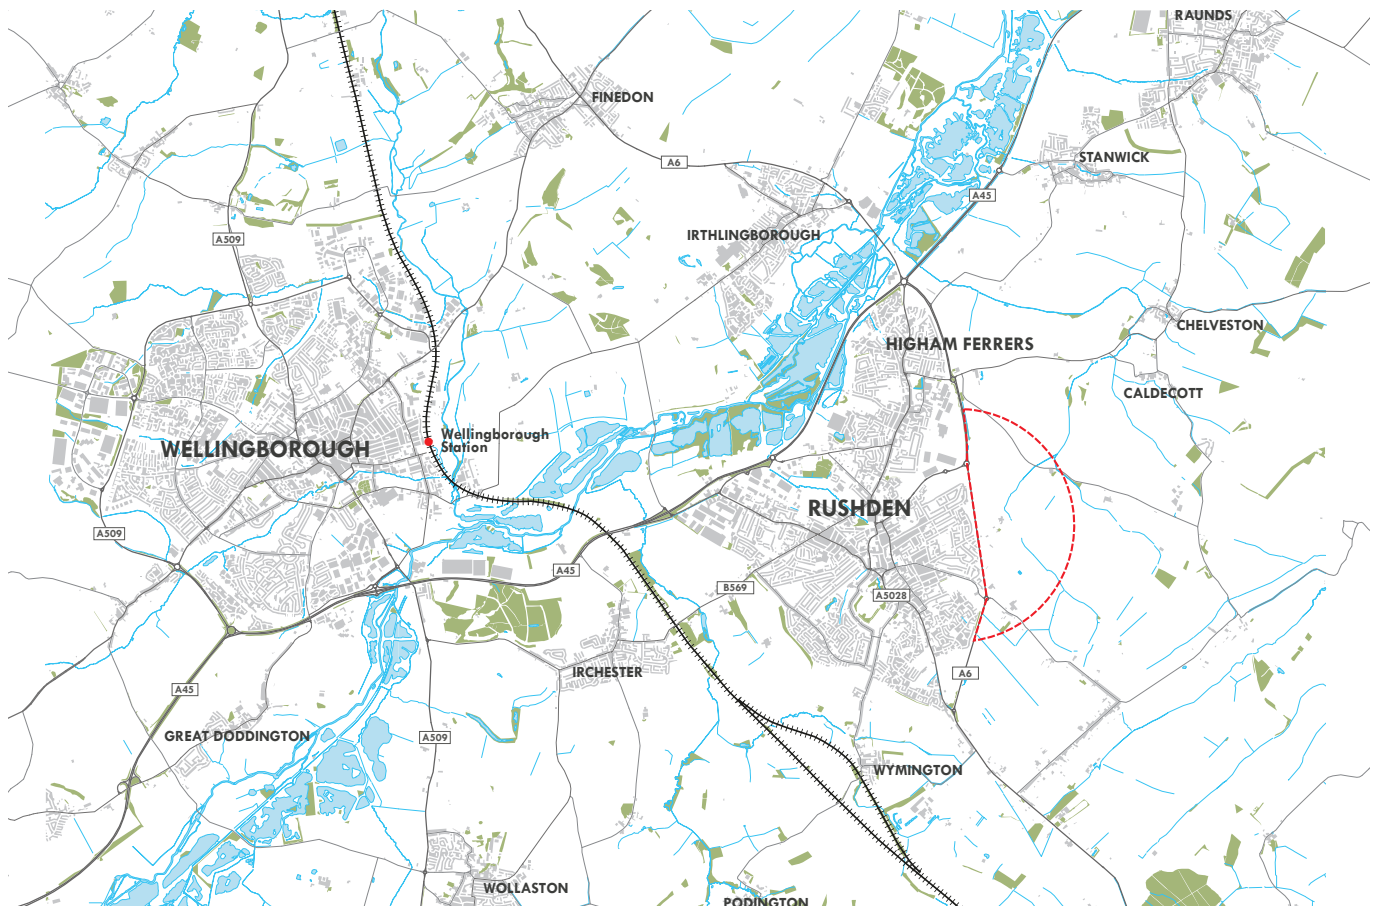 RAUNDS
FINEDON
STANWICK
A6
A45
IRTHLINGBOROUGH
A509
CHELVESTON
HIGHAM FERRERS
CALDECOTT
Wellingborough
Station
WELLINGBOROUGH
RUSHDEN
A509
A45
B569
A5028
IRCHESTER
A6
A45
GREAT DODDINGTON
A509
WYMINGTON
WOLLASTON
PODINGTON